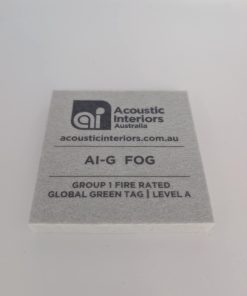 ai
Acoustic
Interiors
Australia
acousticinteriors.com.au
AI-G FOG
GROUP 1 FIRE RATED
GLOBAL GREEN TAG | LEVEL A